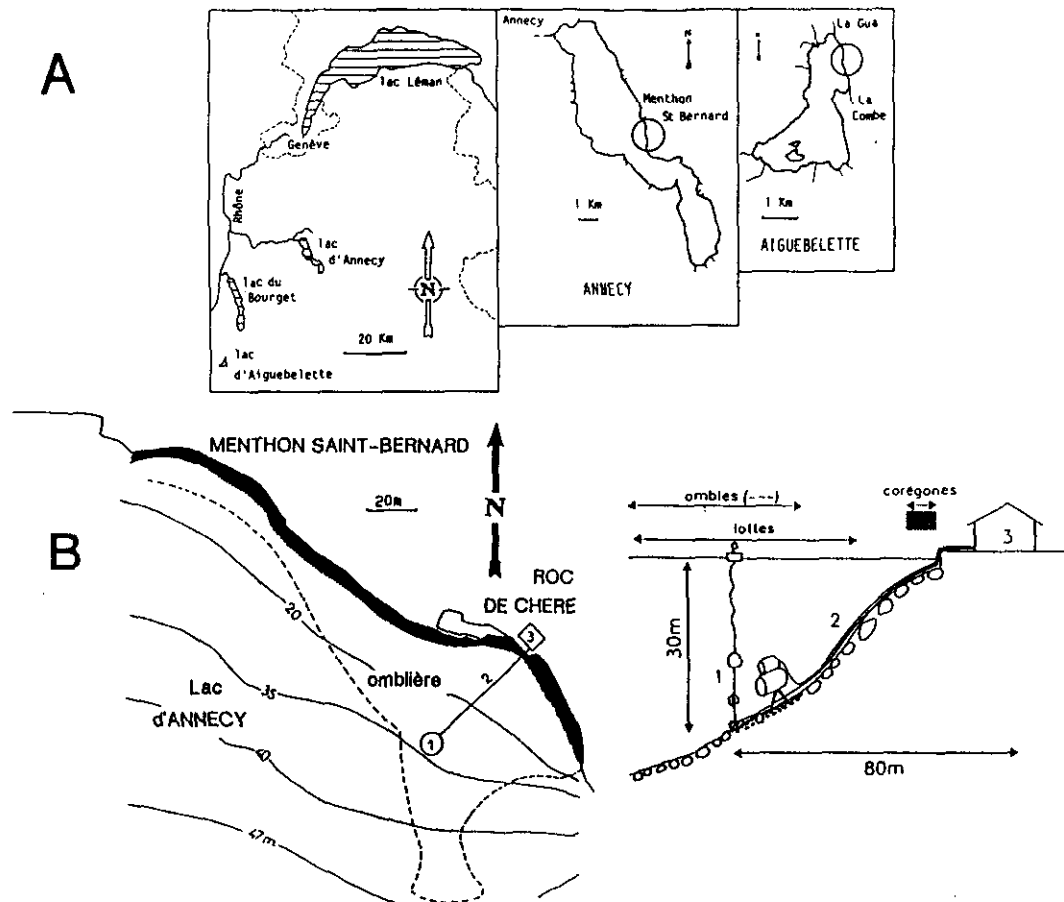 A
lac Léman
Genève
Rhône
lac
d'Annecy
lac du
Bourget
N
20 Km
lac
d'Aiguebelette
Annecy
N
Menthon
St Bernard
1 Km
ANNECY
La Gua
La
Combe
1 Km
AIGUEBELETTE
B
MENTHON SAINT-BERNARD
20m
N
ROC
DE CHERE
3
20
omblière
2
35
Lac
d'ANNECY
1
40
47m
ombles (---)
corégones
lottes
3
30m
2
1
80m